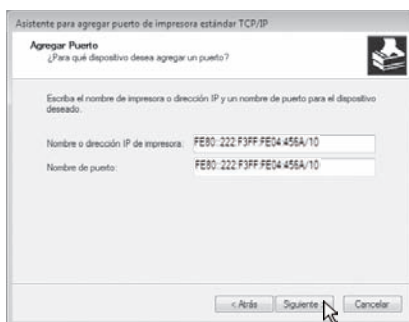 Asistente para agregar puerto de impresora estándar TCP/IP
Agregar Puerto
¿Para qué dispositivo desea agregar un puerto?
Escriba el nombre de impresora o dirección IP y un nombre de puerto para el dispositivo
deseado.
Nombre o dirección IP de impresora: FE80::222:F3FF:FE04:456A/10
Nombre de puerto: FE80::222:F3FF:FE04:456A/10
< Atrás Siguiente > Cancelar